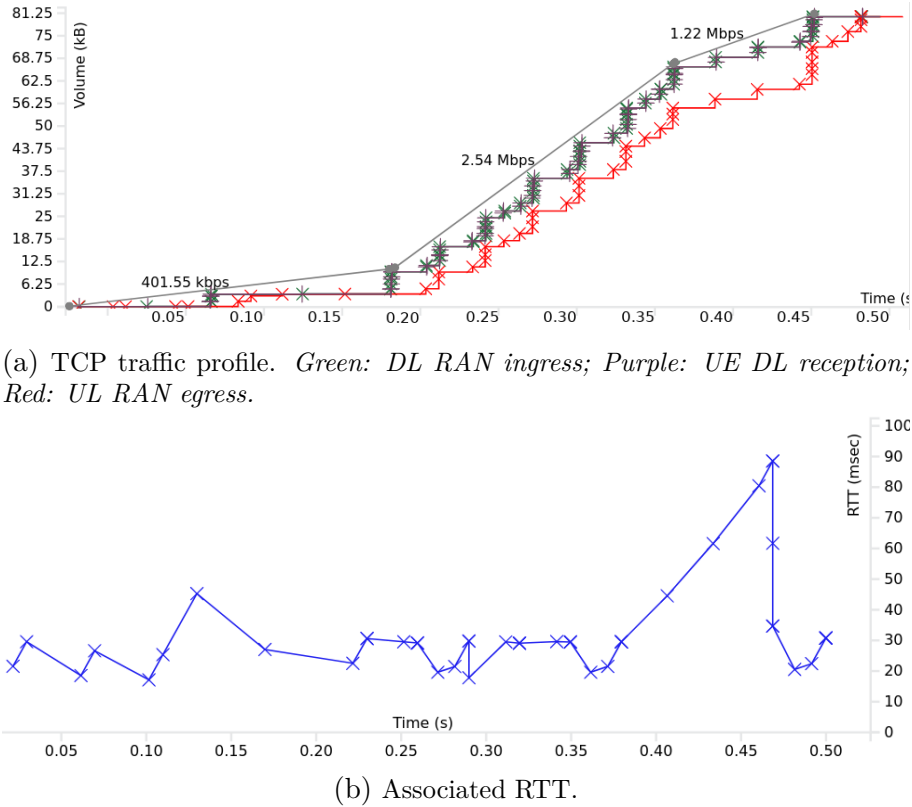 81.25
75
68.75
62.5
56.25
50
43.75
37.5
31.25
25
18.75
12.5
6.25
0
Volume (kB)
401.55 kbps
2.54 Mbps
1.22 Mbps
Time (s
0.05 0.10 0.15 0.20 0.25 0.30 0.35 0.40 0.45 0.50
(a) TCP traffic profile. Green: DL RAN ingress; Purple: UE DL reception;
Red: UL RAN egress.
100
90
80
70
60
50
40
30
20
10
0
RTT (msec)
Time (s)
0.05 0.10 0.15 0.20 0.25 0.30 0.35 0.40 0.45 0.50
(b) Associated RTT.